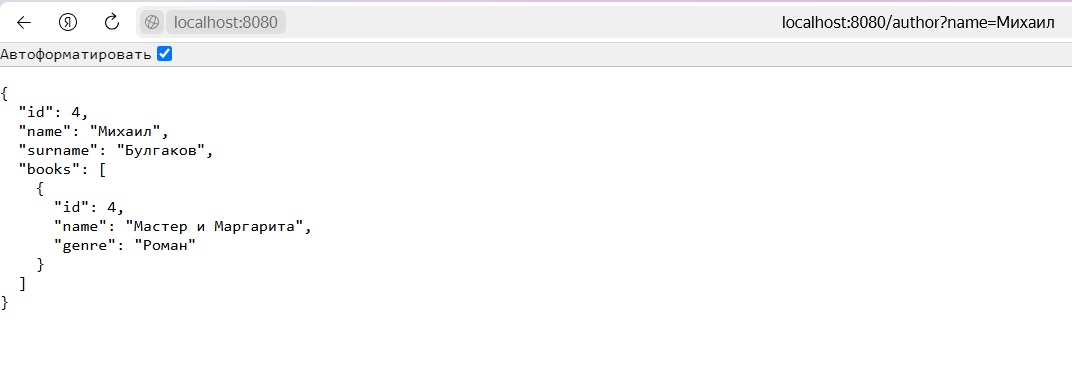 localhost:8080 localhost:8080/author?name=Михаил
Автоформатировать
{
  "id": 4,
  "name": "Михаил",
  "surname": "Булгаков",
  "books": [
    {
      "id": 4,
      "name": "Мастер и Маргарита",
      "genre": "Роман"
    }
  ]
}